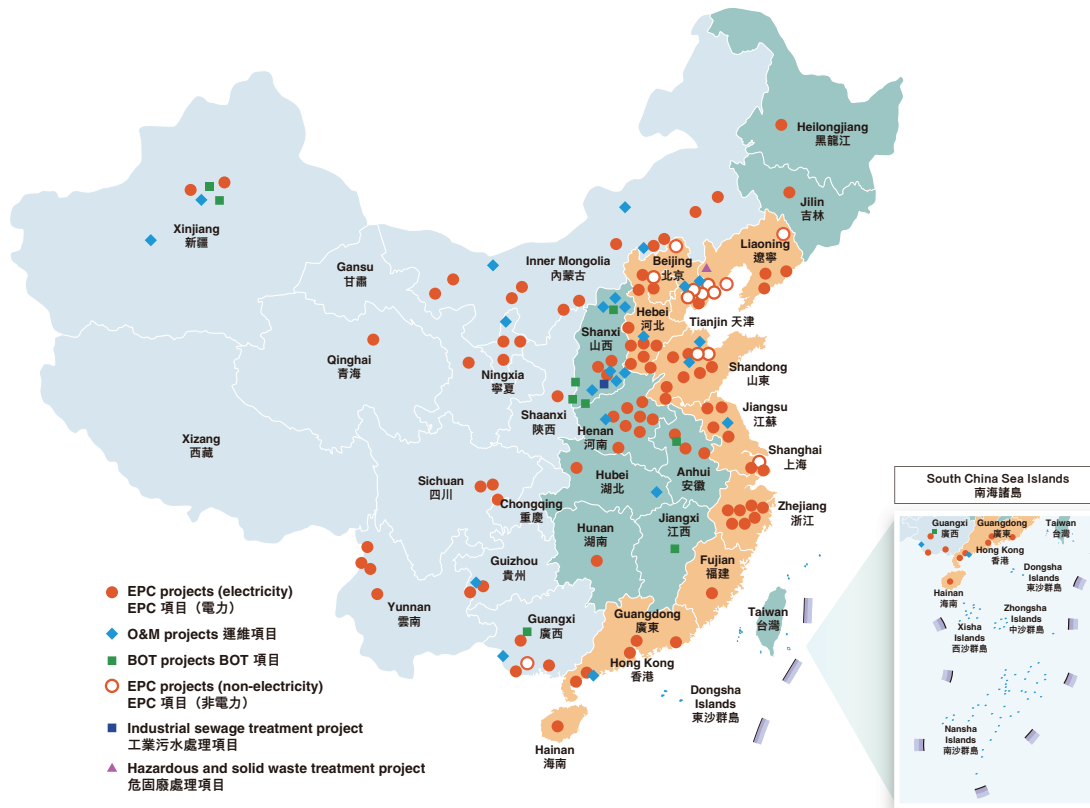 Heilongjiang
黑龍江
Jilin
吉林
Liaoning
遼寧
Xinjiang
新疆
Gansu
甘肅
Inner Mongolia
內蒙古
Beijing
北京
Hebei
河北
Tianjin 天津
Shanxi
山西
Qinghai
青海
Ningxia
寧夏
Shandong
山東
Shaanxi
陝西
Henan
河南
Jiangsu
江蘇
Xizang
西藏
Shanghai
上海
Anhui
安徽
Hubei
湖北
Sichuan
四川
Chongqing
重慶
Zhejiang
浙江
Hunan
湖南
Jiangxi
江西
Guizhou
貴州
Fujian
福建
Yunnan
雲南
Guangxi
廣西
Guangdong
廣東
Taiwan
台灣
Hong Kong
香港
Dongsha
Islands
東沙群島
Hainan
海南
EPC projects (electricity)
EPC 項目（電力）
O&M projects 運維項目
BOT projects BOT 項目
EPC projects (non-electricity)
EPC 項目（非電力）
Industrial sewage treatment project
工業污水處理項目
Hazardous and solid waste treatment project
危固廢處理項目
South China Sea Islands
南海諸島
Guangxi
廣西
Guangdong
廣東
Taiwan
台灣
Hong Kong
香港
Dongsha
Islands
東沙群島
Hainan
海南
Zhongsha
Islands
中沙群島
Xisha
Islands
西沙群島
Nansha
Islands
南沙群島